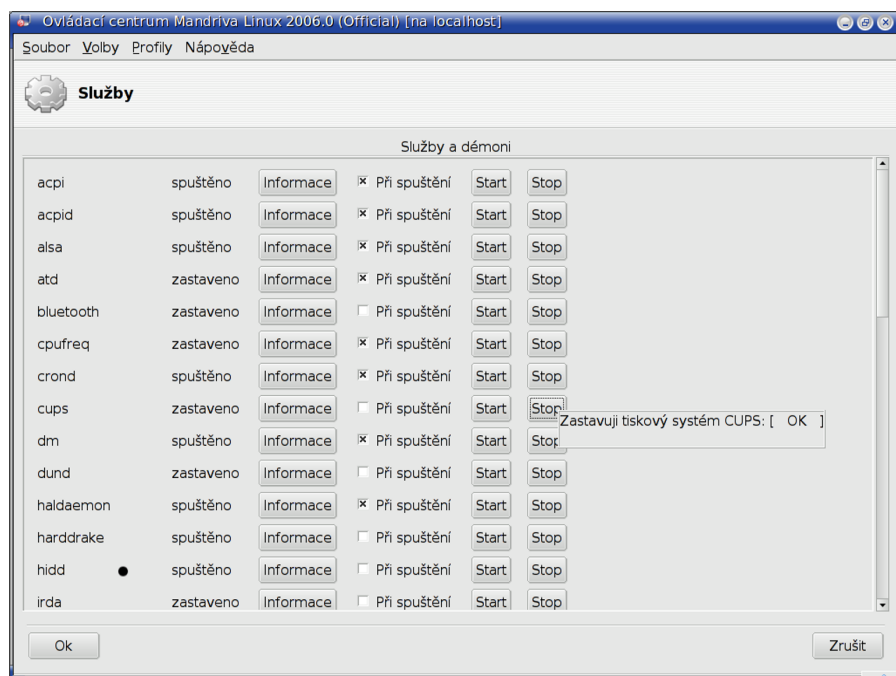 Ovládací centrum Mandriva Linux 2006.0 (Official) [na localhost]
Soubor Volby Profily Nápověda
Služby
Služby a démoni
acpi spuštěno Informace Při spuštění Start Stop
acpid spuštěno Informace Při spuštění Start Stop
alsa spuštěno Informace Při spuštění Start Stop
atd zastaveno Informace Při spuštění Start Stop
bluetooth zastaveno Informace Při spuštění Start Stop
cpufreq zastaveno Informace Při spuštění Start Stop
crond spuštěno Informace Při spuštění Start Stop
cups zastaveno Informace Při spuštění Start Stop
Zastavuji tiskový systém CUPS: [ OK ]
dm spuštěno Informace Při spuštění Start Stop
dund zastaveno Informace Při spuštění Start Stop
haldaemon spuštěno Informace Při spuštění Start Stop
harddrake spuštěno Informace Při spuštění Start Stop
hidd spuštěno Informace Při spuštění Start Stop
irda zastaveno Informace Při spuštění Start Stop
Ok Zrušit